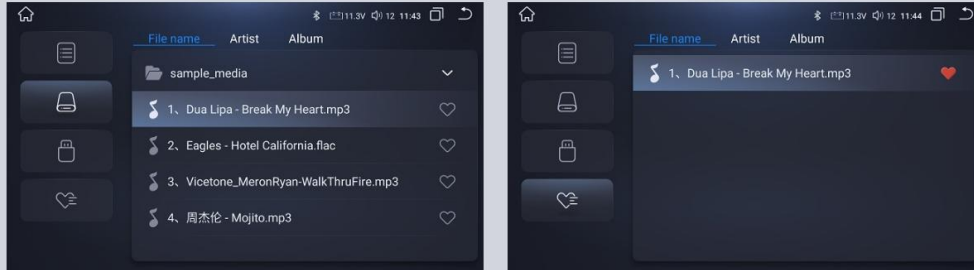 11.3V 12 11:43
File name Artist Album
sample_media
1、Dua Lipa - Break My Heart.mp3
2、Eagles - Hotel California.flac
3、Vicetone_MeronRyan-WalkThruFire.mp3
4、周杰伦 - Mojito.mp3
11.3V 12 11:44
File name Artist Album
1、Dua Lipa - Break My Heart.mp3